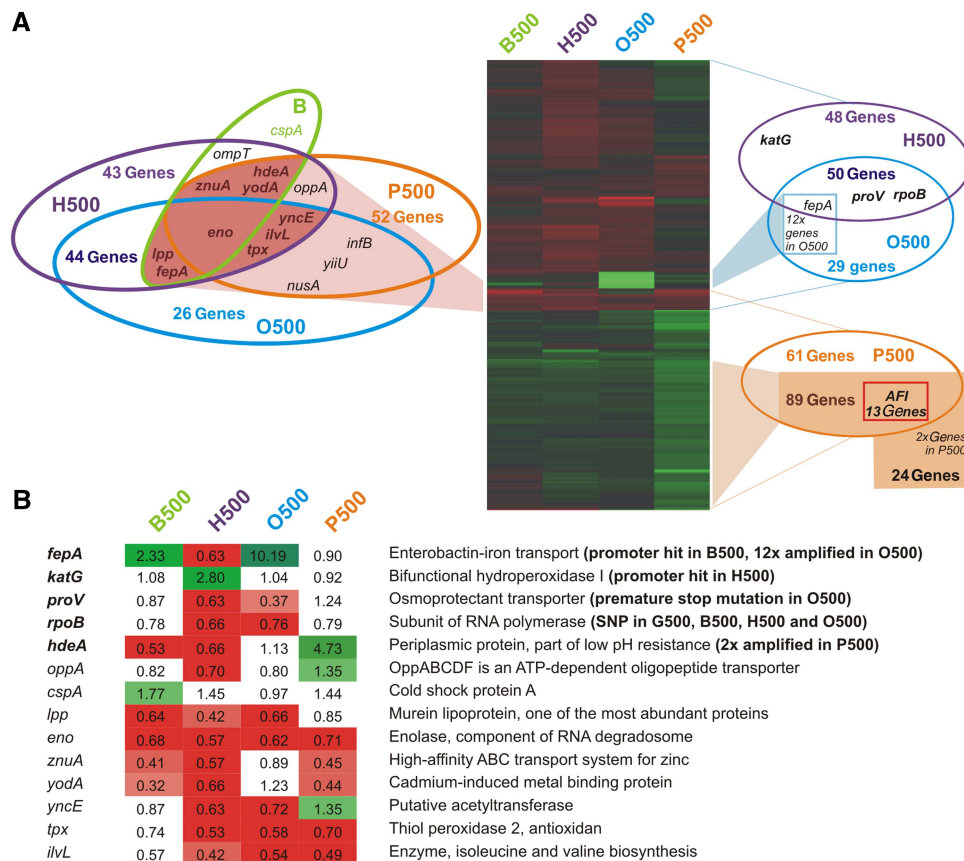 A
B500 H500 O500 P500
B
cspA
ompT
43 Genes
hdeA
znuA yodA oppA
H500
P500
52 Genes
yncE
eno
ilvL
infB
44 Genes
lpp
tpx
fepA
yiiU
nusA
26 Genes
O500
48 Genes
H500
katG
50 Genes
proV rpoB
fepA
12x
genes
in O500
O500
29 genes
61 Genes P500
89 Genes
AFI
13 Genes
2xGenes
in P500
24 Genes
B
B500 H500 O500 P500
fepA 2.33 0.63 10.19 0.90 Enterobactin-iron transport (promoter hit in B500, 12x amplified in O500)
katG 1.08 2.80 1.04 0.92 Bifunctional hydroperoxidase I (promoter hit in H500)
proV 0.87 0.63 0.37 1.24 Osmoprotectant transporter (premature stop mutation in O500)
rpoB 0.78 0.66 0.76 0.79 Subunit of RNA polymerase (SNP in G500, B500, H500 and O500)
hdeA 0.53 0.66 1.13 4.73 Periplasmic protein, part of low pH resistance (2x amplified in P500)
oppA 0.82 0.70 0.80 1.35 OppABCDF is an ATP-dependent oligopeptide transporter
cspA 1.77 1.45 0.97 1.44 Cold shock protein A
lpp 0.64 0.42 0.66 0.85 Murein lipoprotein, one of the most abundant proteins
eno 0.68 0.57 0.62 0.71 Enolase, component of RNA degradosome
znuA 0.41 0.57 0.89 0.45 High-affinity ABC transport system for zinc
yodA 0.32 0.66 1.23 0.44 Cadmium-induced metal binding protein
yncE 0.87 0.63 0.72 1.35 Putative acetyltransferase
tpx 0.74 0.53 0.58 0.70 Thiol peroxidase 2, antioxidan
ilvL 0.57 0.42 0.54 0.49 Enzyme, isoleucine and valine biosynthesis